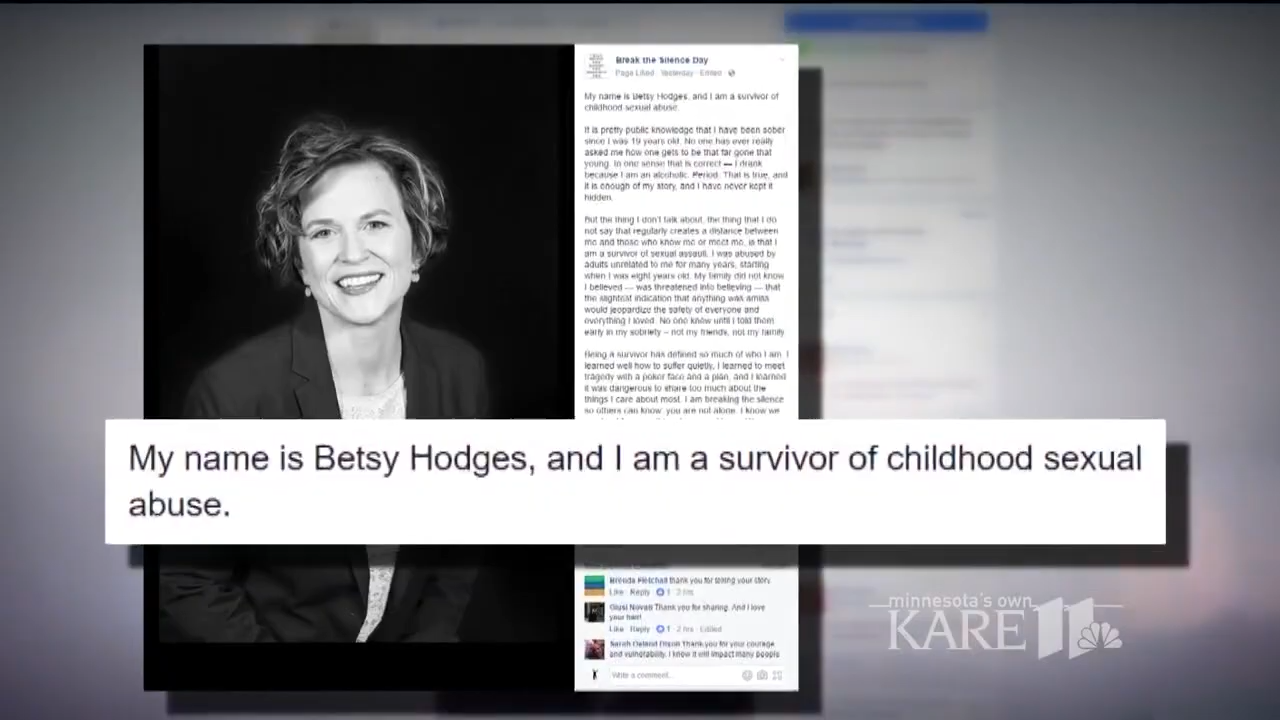 Break the Silence Day
Page Liked · Yesterday · Edited ·
My name is Betsy Hodges, and I am a survivor of
childhood sexual abuse.
It is pretty public knowledge that I have been sober
since I was 19 years old. No one has ever really
asked me how one gets to be that far gone that
young. In one sense that is correct — I drank
because I am an alcoholic. Period. That is true, and
it is enough of my story, and I have never kept it
hidden.
But the thing I don't talk about, the thing that I do
not say that regularly creates a distance between
me and those who know me or meet me, is that I
am a survivor of sexual assault. I was abused by
adults unrelated to me for many years, starting
when I was eight years old. My family did not know
I believed — was threatened into believing — that
the slightest indication that anything was amiss
would jeopardize the safety of everyone and
everything I loved. No one knew until I told them
early in my sobriety – not my friends, not my family
Being a survivor has defined so much of who I am. I
learned well how to suffer quietly, I learned to meet
tragedy with a poker face and a plan, and I learned
it was dangerous to share too much about the
things I care about most. I am breaking the silence
so others can know: you are not alone. I know we
My name is Betsy Hodges, and I am a survivor of childhood sexual
abuse.
thank you for telling your story
Like · Reply · 1 · 2 hrs
Thank you for sharing. And I love
your hair!
Like · Reply · 1 · 2 hrs · Edited
Thank you for your courage
and vulnerability. I know it will impact many people
Write a comment...
minnesota's own
KARE 11